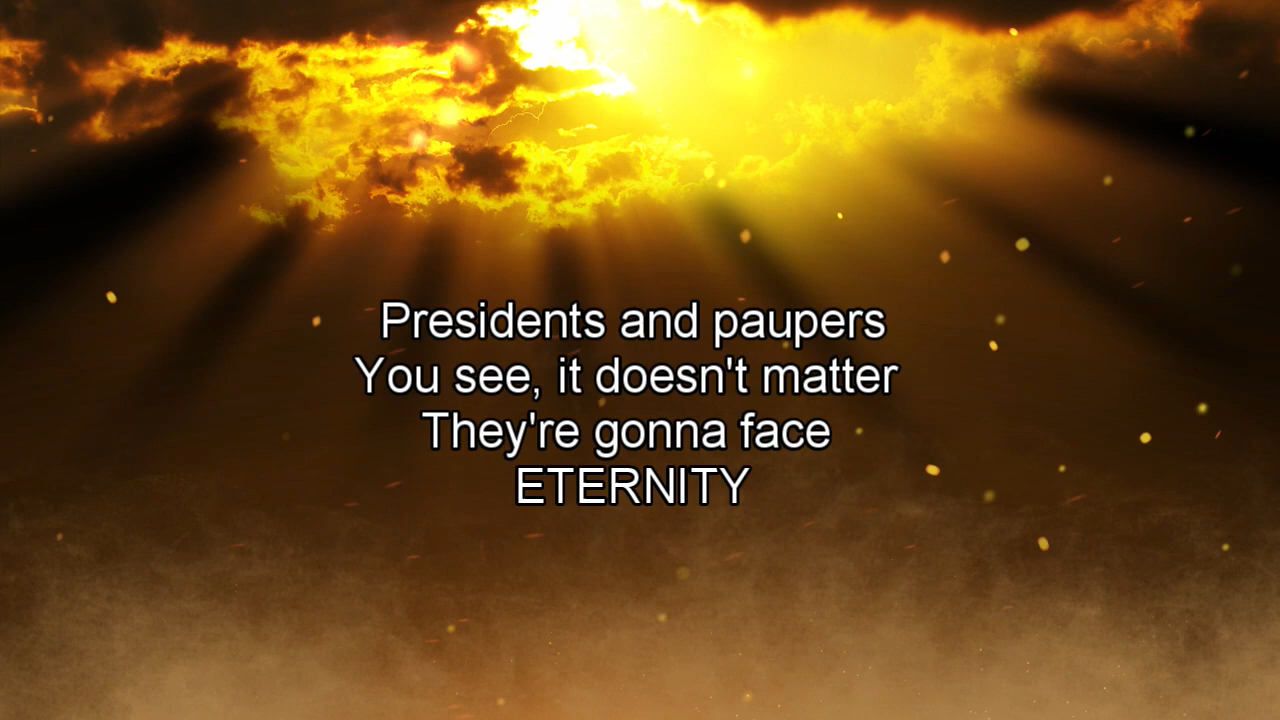 Presidents and paupers
You see, it doesn't matter
They're gonna face
ETERNITY